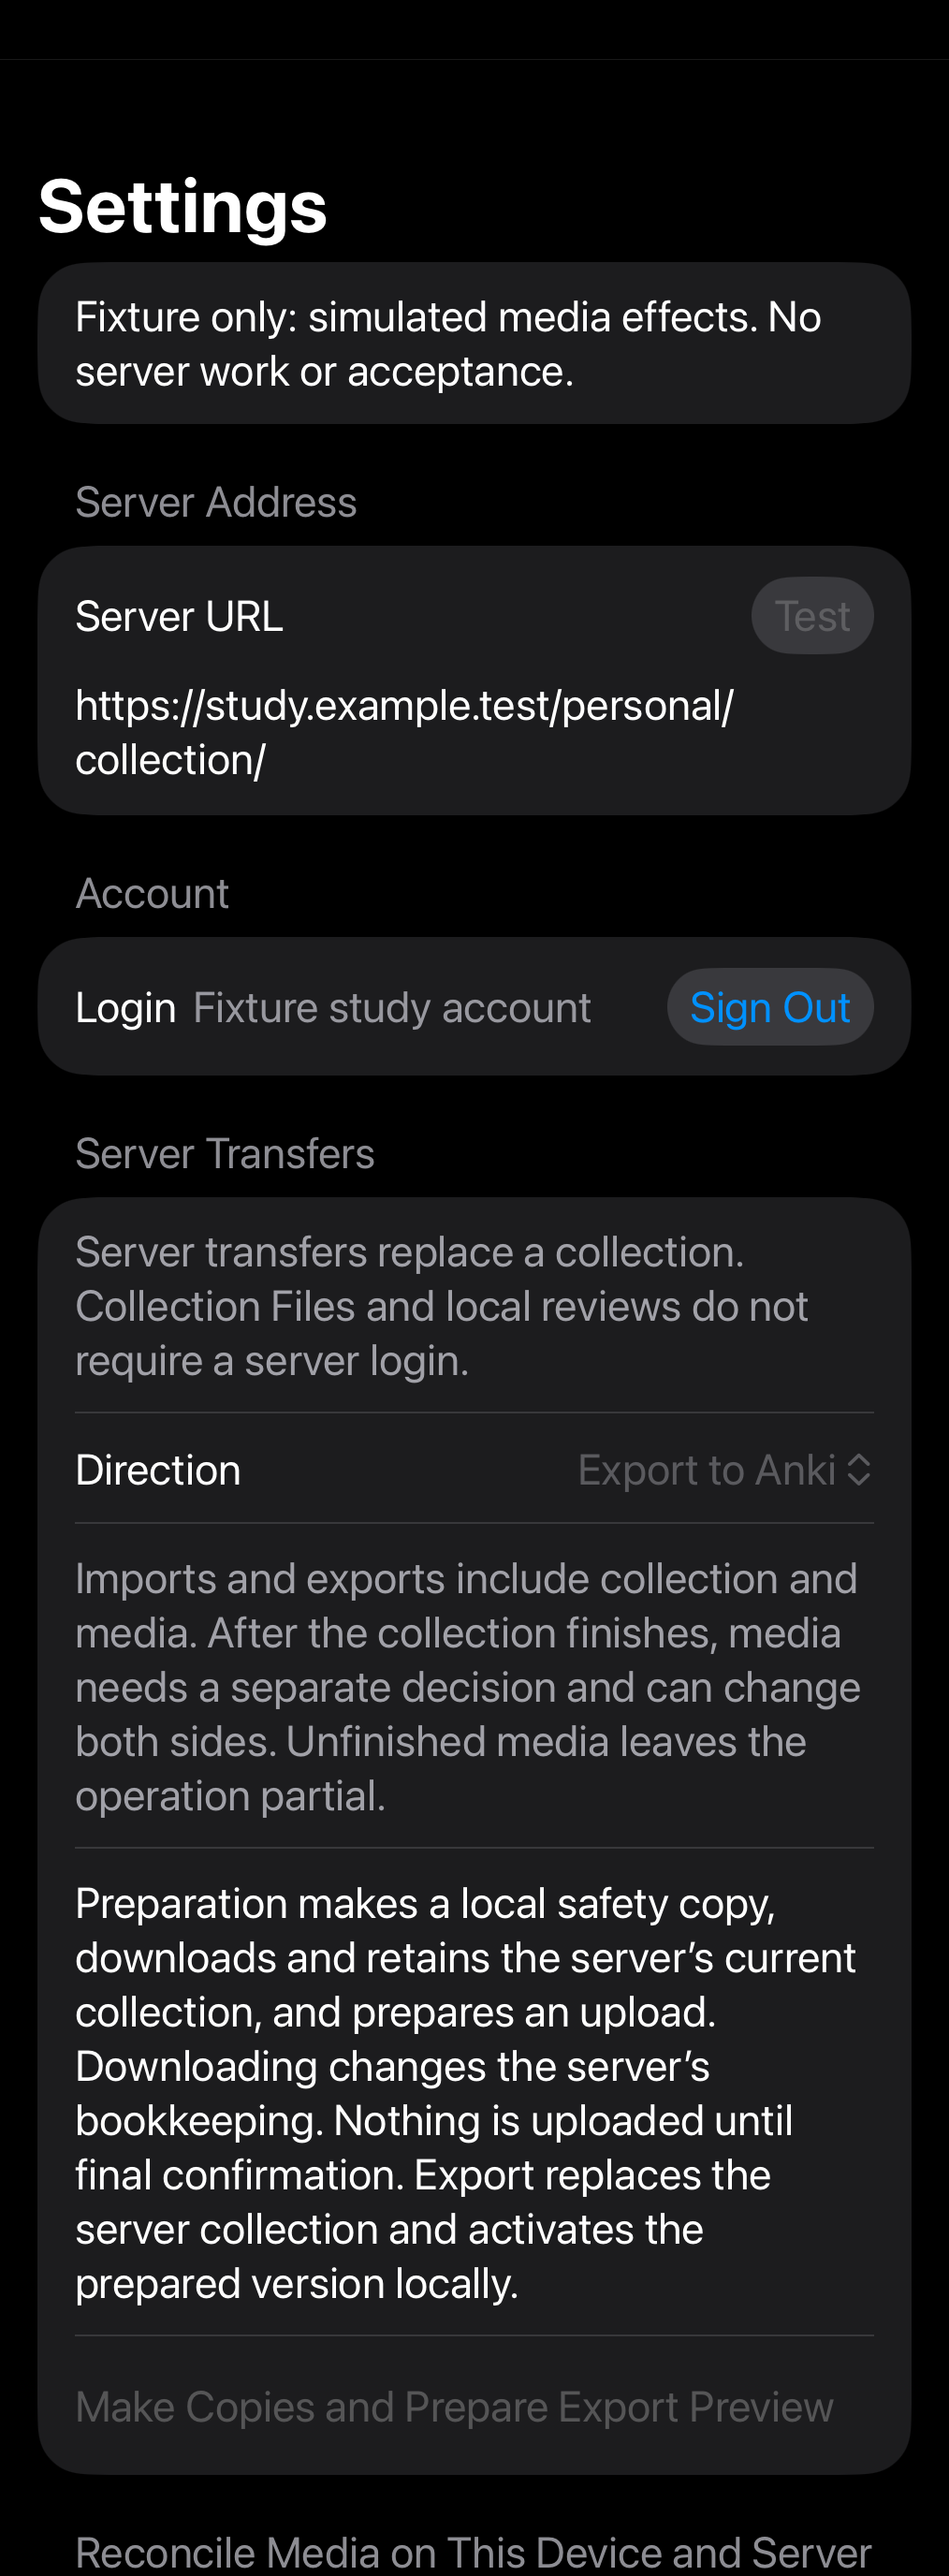 Settings
Fixture only: simulated media effects. No
server work or acceptance.
Server Address
Server URL
Test
https://study.example.test/personal/
collection/
Account
Login Fixture study account
Sign Out
Server Transfers
Server transfers replace a collection.
Collection Files and local reviews do not
require a server login.
Direction
Export to Anki
Imports and exports include collection and
media. After the collection finishes, media
needs a separate decision and can change
both sides. Unfinished media leaves the
operation partial.
Preparation makes a local safety copy,
downloads and retains the server’s current
collection, and prepares an upload.
Downloading changes the server’s
bookkeeping. Nothing is uploaded until
final confirmation. Export replaces the
server collection and activates the
prepared version locally.
Make Copies and Prepare Export Preview
Reconcile Media on This Device and Server